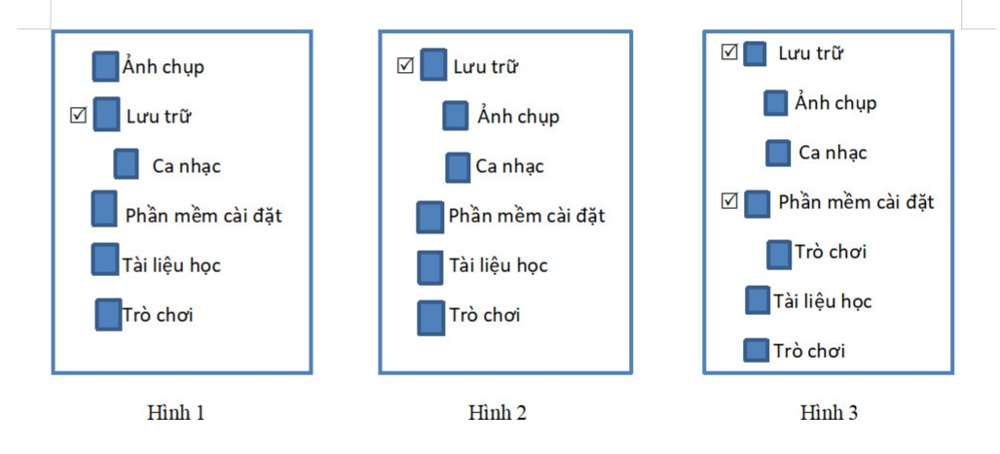 Ảnh chụp
Lưu trữ
Ca nhạc
Phần mềm cài đặt
Tài liệu học
Trò chơi
Hình 1
Lưu trữ
Ảnh chụp
Ca nhạc
Phần mềm cài đặt
Tài liệu học
Trò chơi
Hình 2
Lưu trữ
Ảnh chụp
Ca nhạc
Phần mềm cài đặt
Trò chơi
Tài liệu học
Trò chơi
Hình 3